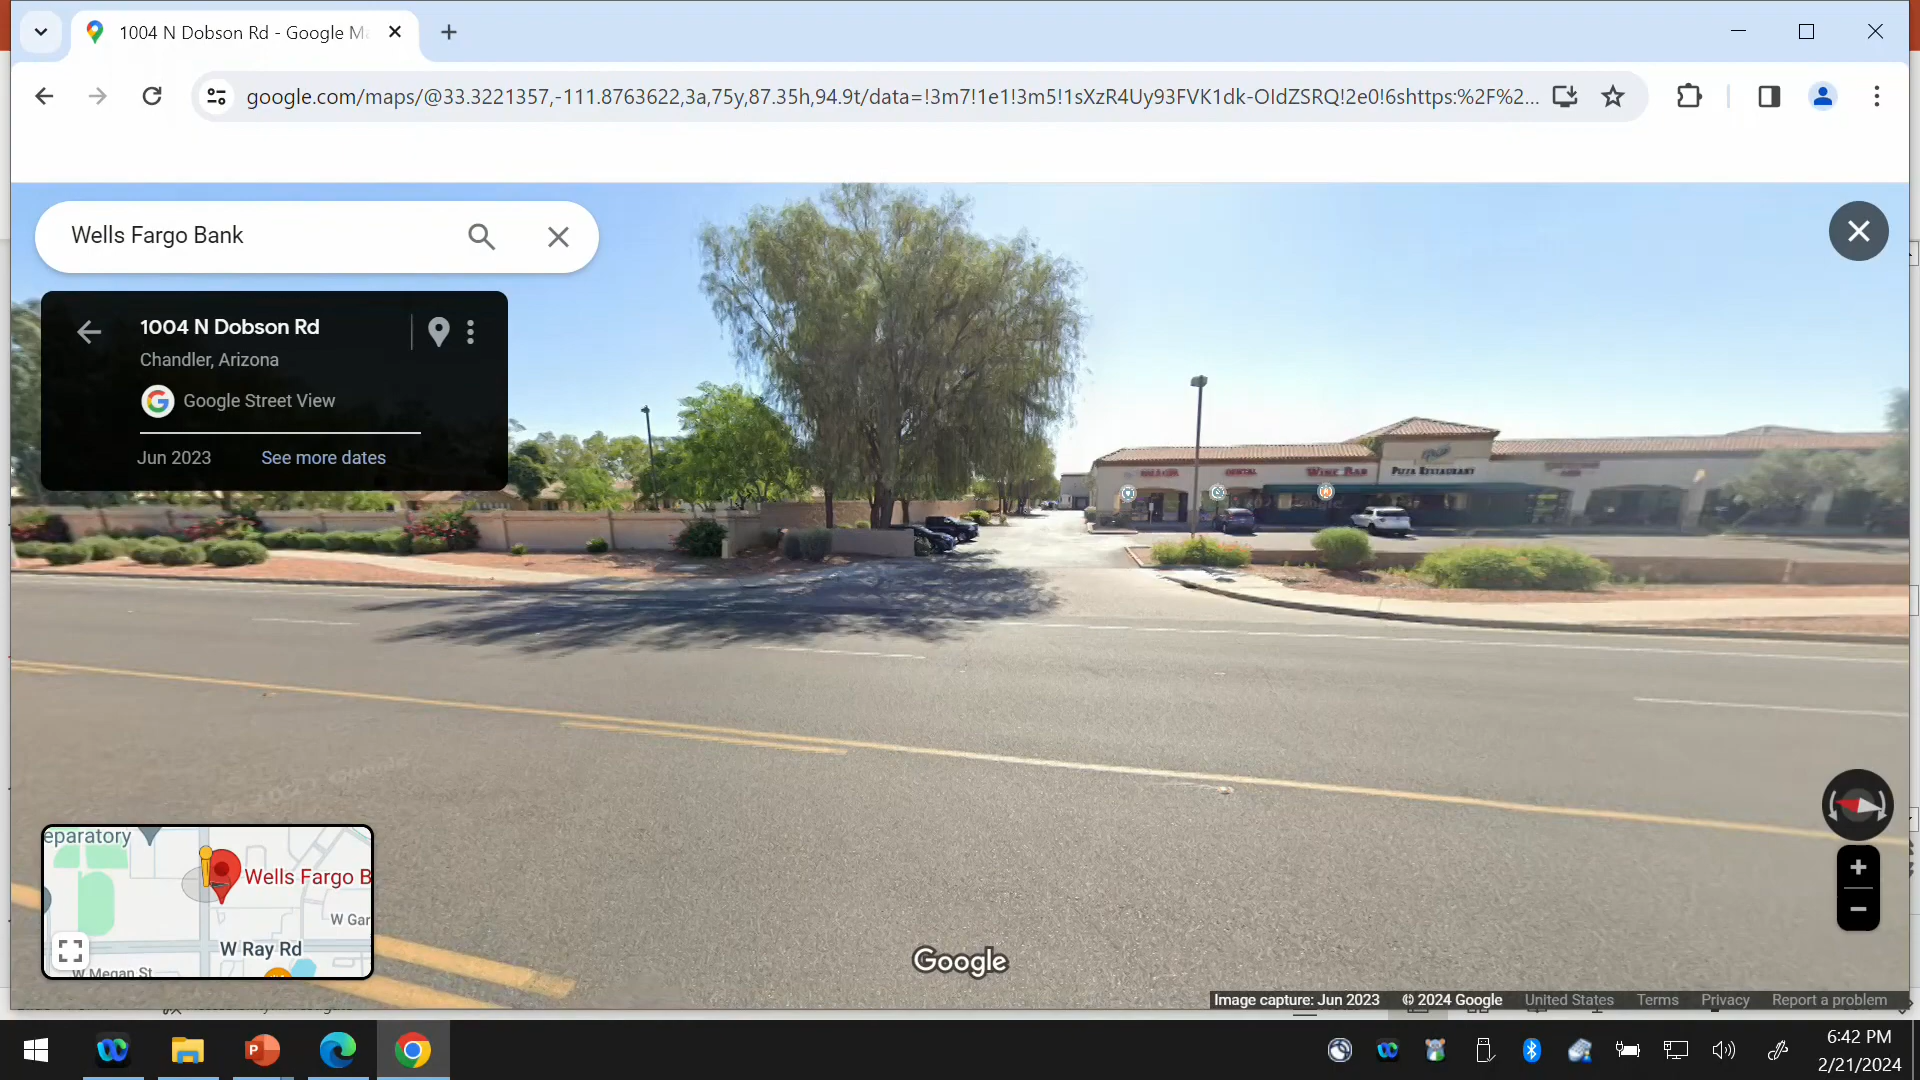 1004 N Dobson Rd - Google Ma
google.com/maps/@33.3221357,-111.8763622,3a,75y,87.35h,94.9t/data=!3m7!1e1!3m5!1sXzR4Uy93FVK1dk-OIdZSRQ!2e0!6shttps:%2F%2...
Wells Fargo Bank
1004 N Dobson Rd
Chandler, Arizona
Google Street View
Jun 2023
See more dates
DENTAL
WINE BAR
PIZZA RESTAURANT
eparatory
Wells Fargo B
W Gar
W Ray Rd
W Megan St
Google
Image capture: Jun 2023 © 2024 Google United States Terms Privacy Report a problem
6:42 PM
2/21/2024